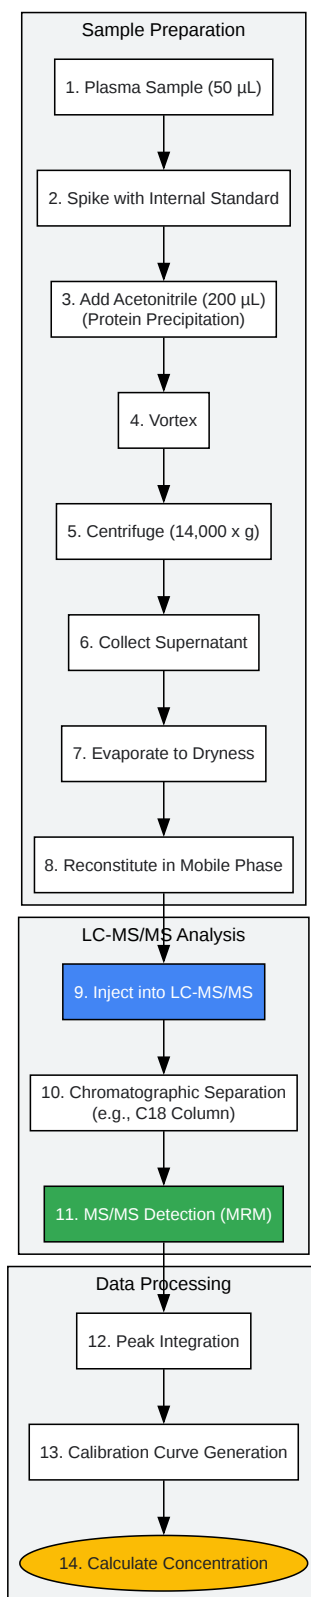 Sample Preparation
1. Plasma Sample (50 µL)
2. Spike with Internal Standard
3. Add Acetonitrile (200 µL)
(Protein Precipitation)
4. Vortex
5. Centrifuge (14,000 x g)
6. Collect Supernatant
7. Evaporate to Dryness
8. Reconstitute in Mobile Phase
LC-MS/MS Analysis
9. Inject into LC-MS/MS
10. Chromatographic Separation
(e.g., C18 Column)
11. MS/MS Detection (MRM)
Data Processing
12. Peak Integration
13. Calibration Curve Generation
14. Calculate Concentration